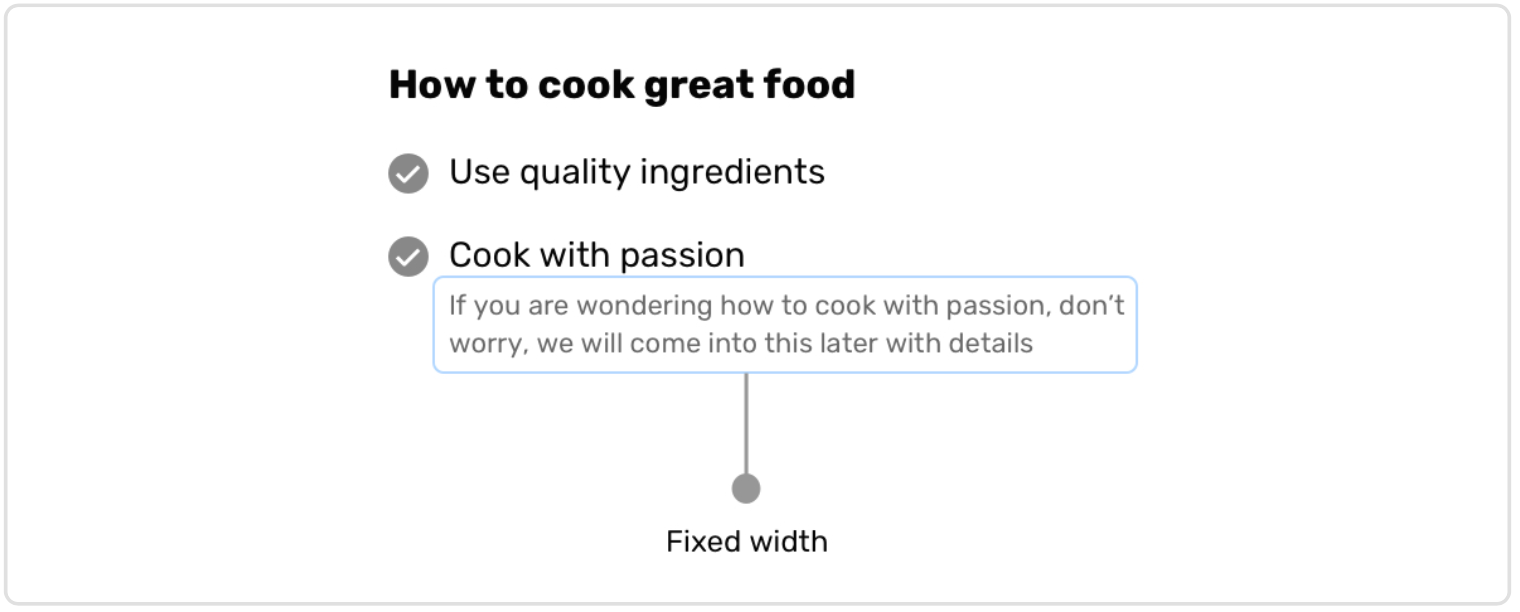 How to cook great food
Use quality ingredients
Cook with passion
If you are wondering how to cook with passion, don’t
worry, we will come into this later with details
Fixed width